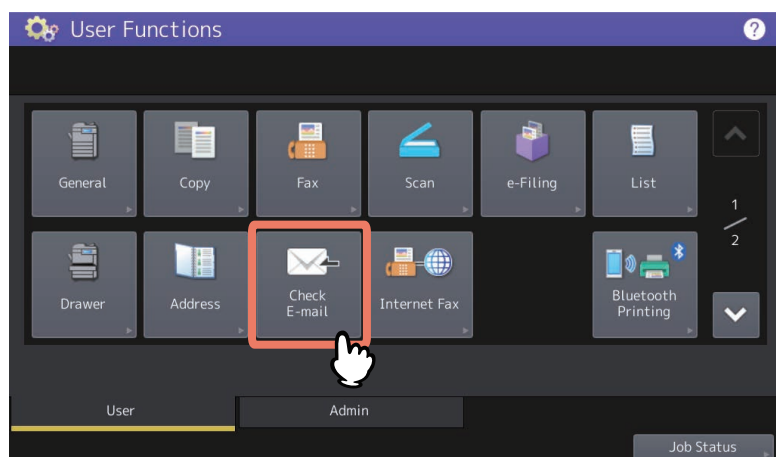 User Functions
?
General
Copy
Fax
Scan
e-Filing
List
1
2
Drawer
Address
Check
E-mail
Internet Fax
Bluetooth
Printing
User
Admin
Job Status